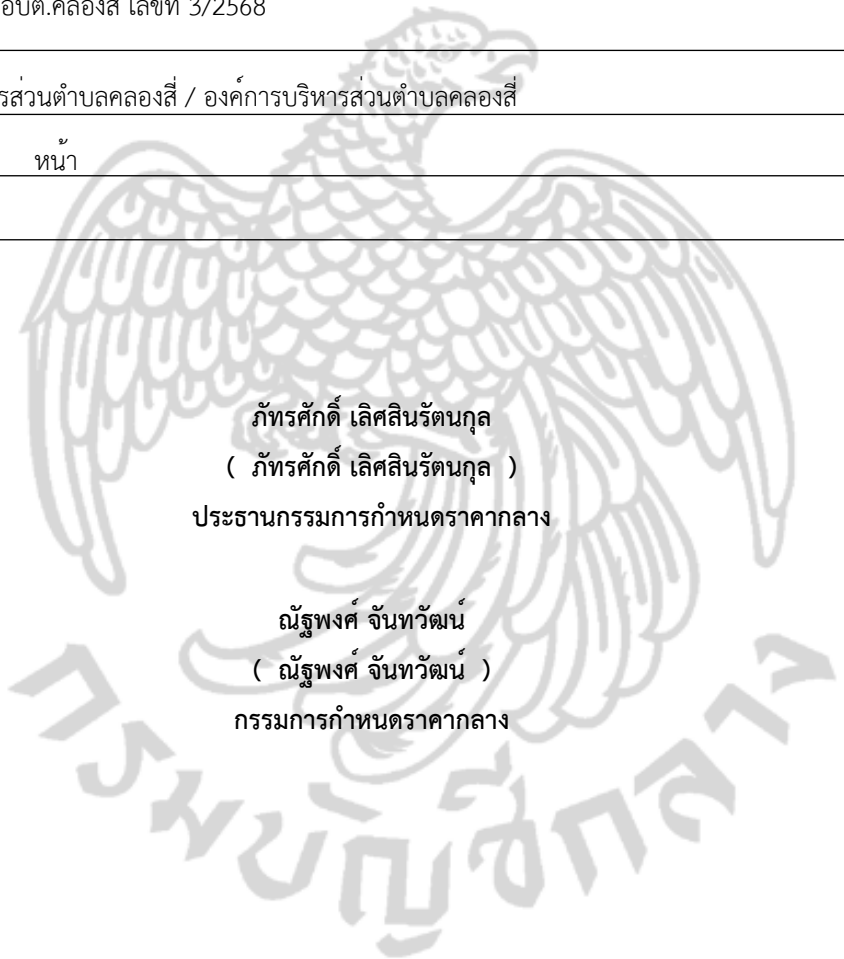 อบต.คลองสี่ เลขที่ 3/2568
รส่วนตำบลคลองสี่ / องค์การบริหารส่วนตำบลคลองสี่
หน้า
ภัทรศักดิ์ เลิศสินรัตนกุล
( ภัทรศักดิ์ เลิศสินรัตนกุล )
ประธานกรรมการกำหนดราคากลาง
ณัฐพงศ์ จันทวัฒน์
( ณัฐพงศ์ จันทวัฒน์ )
กรรมการกำหนดราคากลาง
กรมบัญชีกลาง